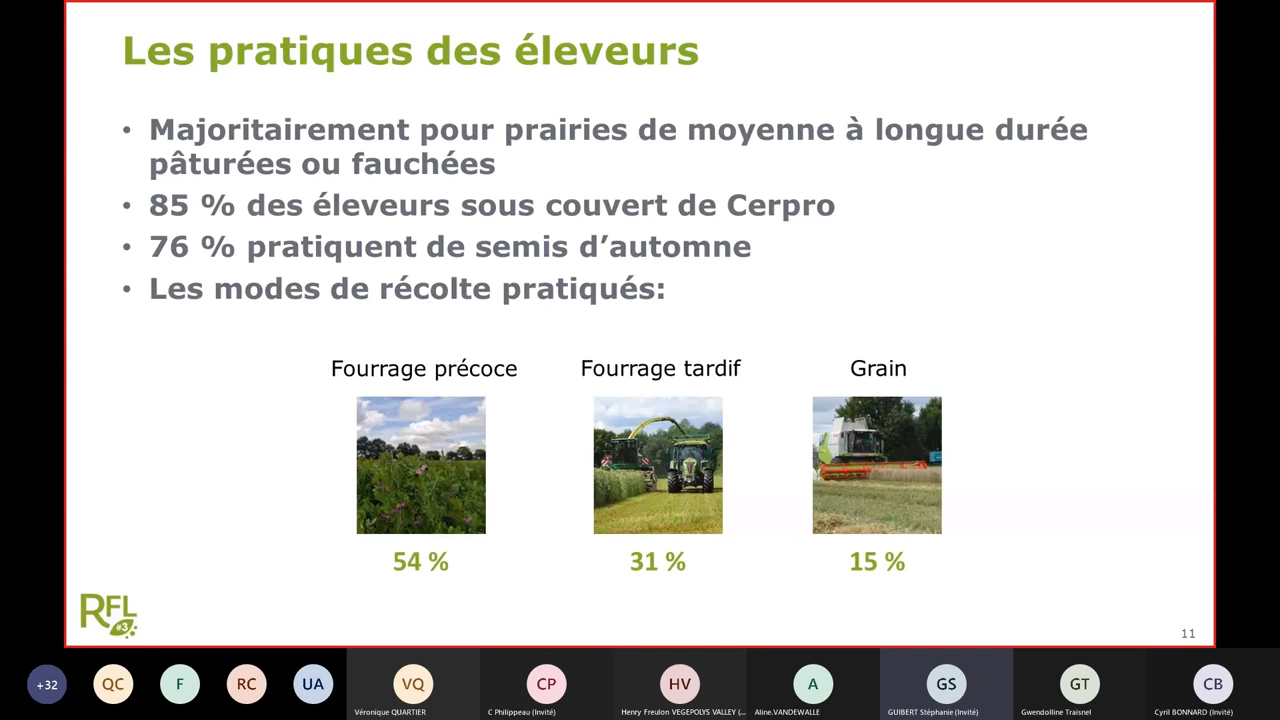 Les pratiques des éleveurs
• Majoritairement pour prairies de moyenne à longue durée
pâturées ou fauchées
• 85 % des éleveurs sous couvert de Cerpro
• 76 % pratiquent de semis d’automne
• Les modes de récolte pratiqués:
Fourrage précoce
Fourrage tardif
Grain
54 %
31 %
15 %
RFL
#3
11
+32
QC
F
RC
UA
VQ
CP
HV
A
GS
GT
CB
Véronique QUARTIER
C Philippeau (Invité)
Henry Freulon VEGEPOLYS VALLEY (...
Aline.VANDEWALLE
GUIBERT Stéphanie (Invité)
Gwendolline Traisnel
Cyril BONNARD (Invité)